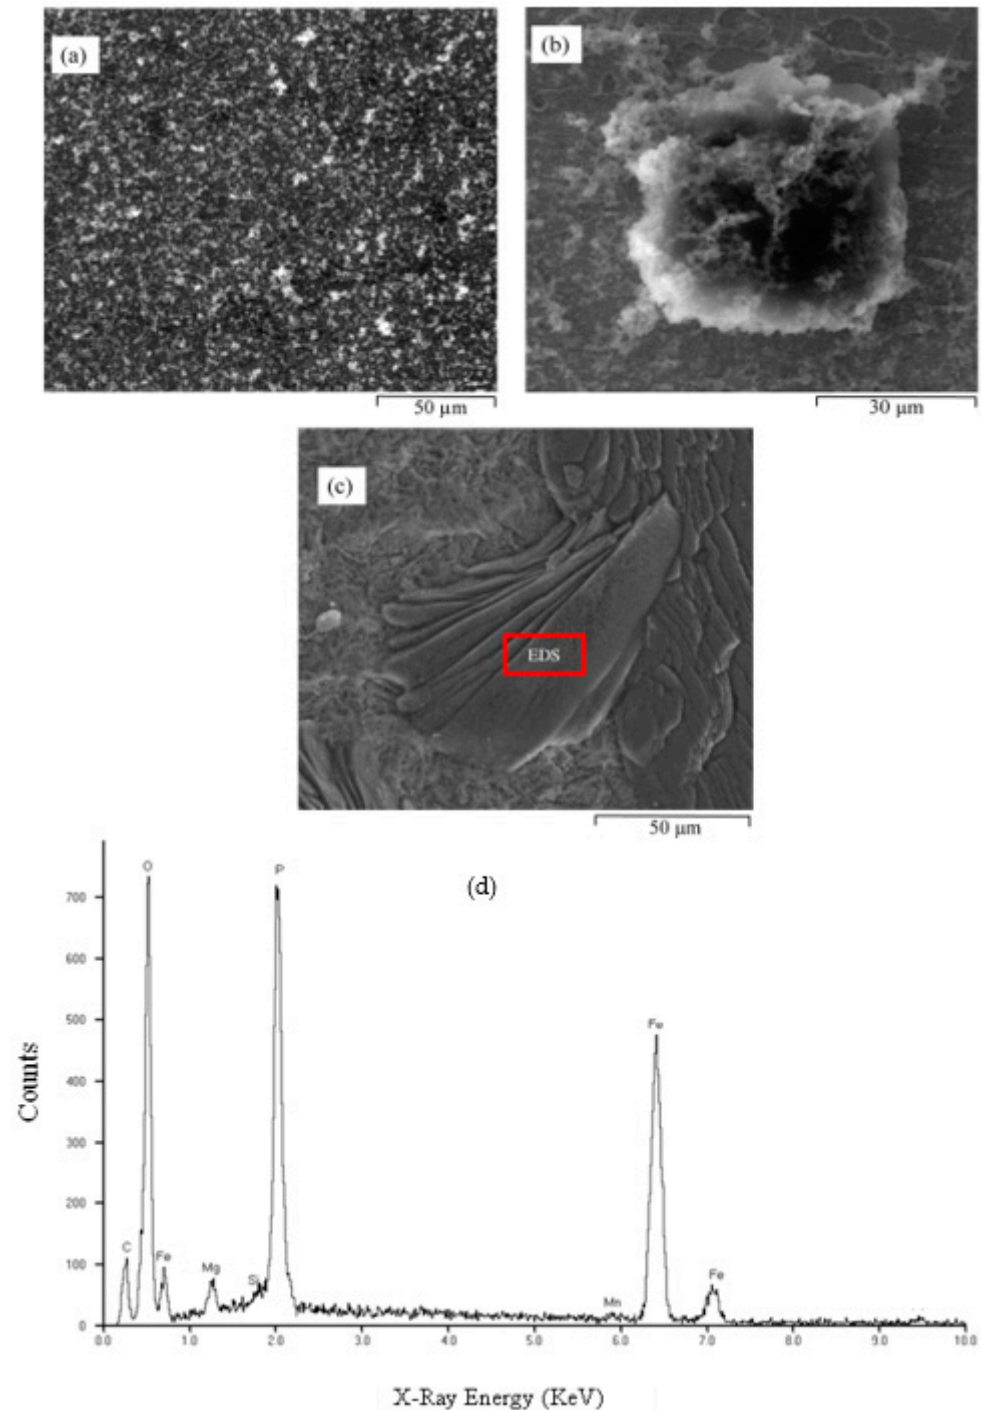 (a)
(b)
50 µm
30 µm
(c)
EDS
50 µm
(d)
O
P
700
600
500
Fe
Counts
400
300
200
100
C
Fe
Mg
Si
Mn
Fe
0
0.0 1.0 2.0 3.0 4.0 5.0 6.0 7.0 8.0 9.0 10.0
X-Ray Energy (KeV)